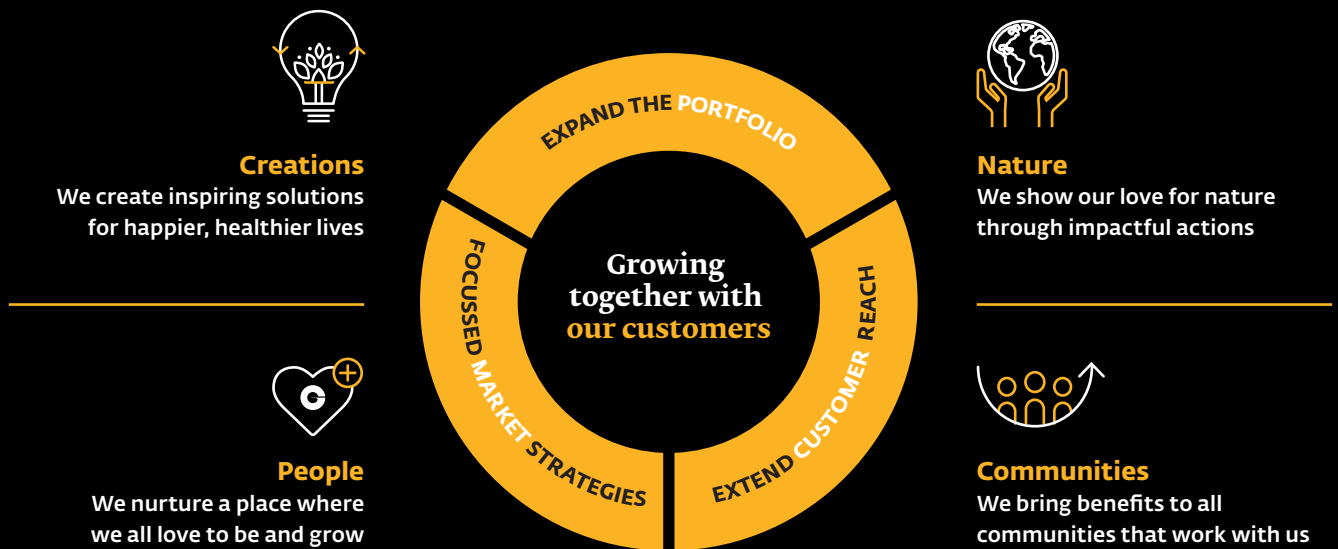 Creations
We create inspiring solutions
for happier, healthier lives
People
We nurture a place where
we all love to be and grow
EXPAND THE PORTFOLIO
FOCUSSED MARKET STRATEGIES
EXTEND CUSTOMER REACH
Growing
together with
our customers
Nature
We show our love for nature
through impactful actions
Communities
We bring benefits to all
communities that work with us